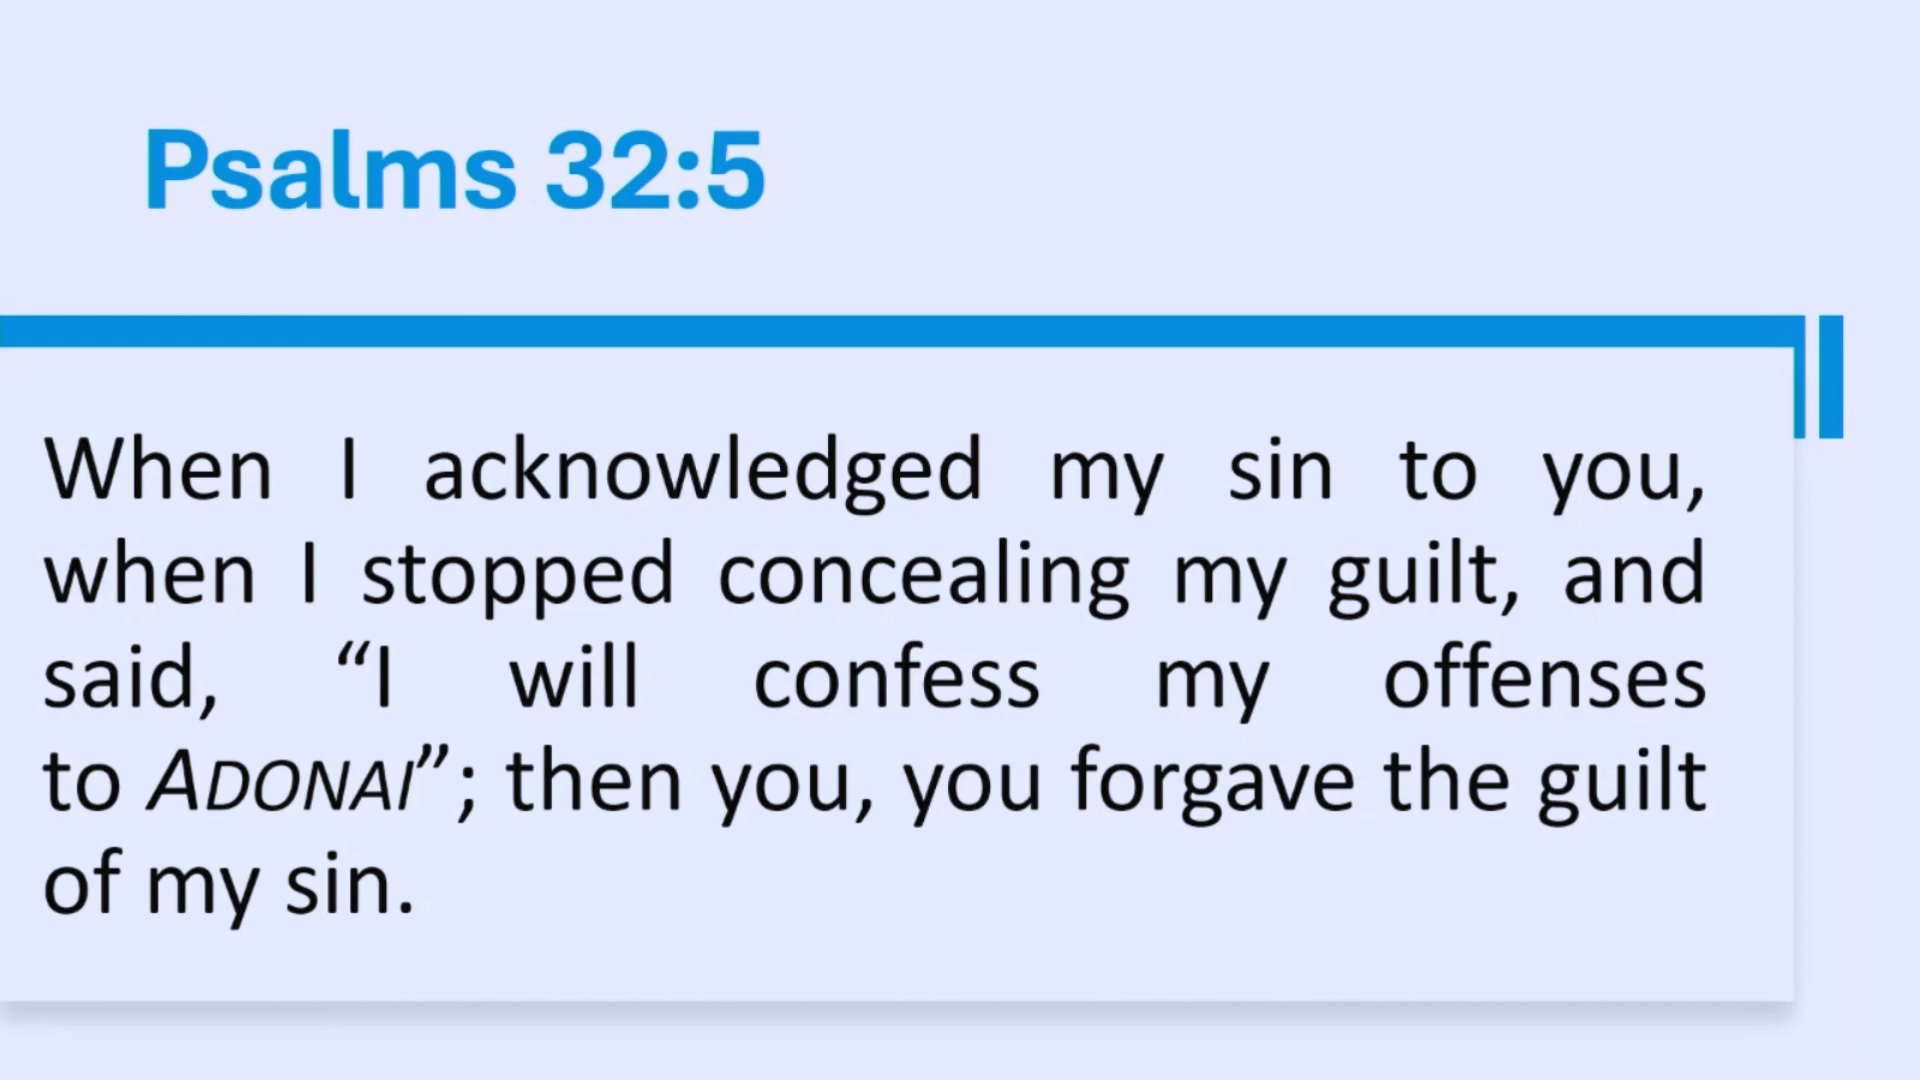 Psalms 32:5
When I acknowledged my sin to you,
when I stopped concealing my guilt, and
said, “I will confess my offenses
to ADONAI”; then you, you forgave the guilt
of my sin.